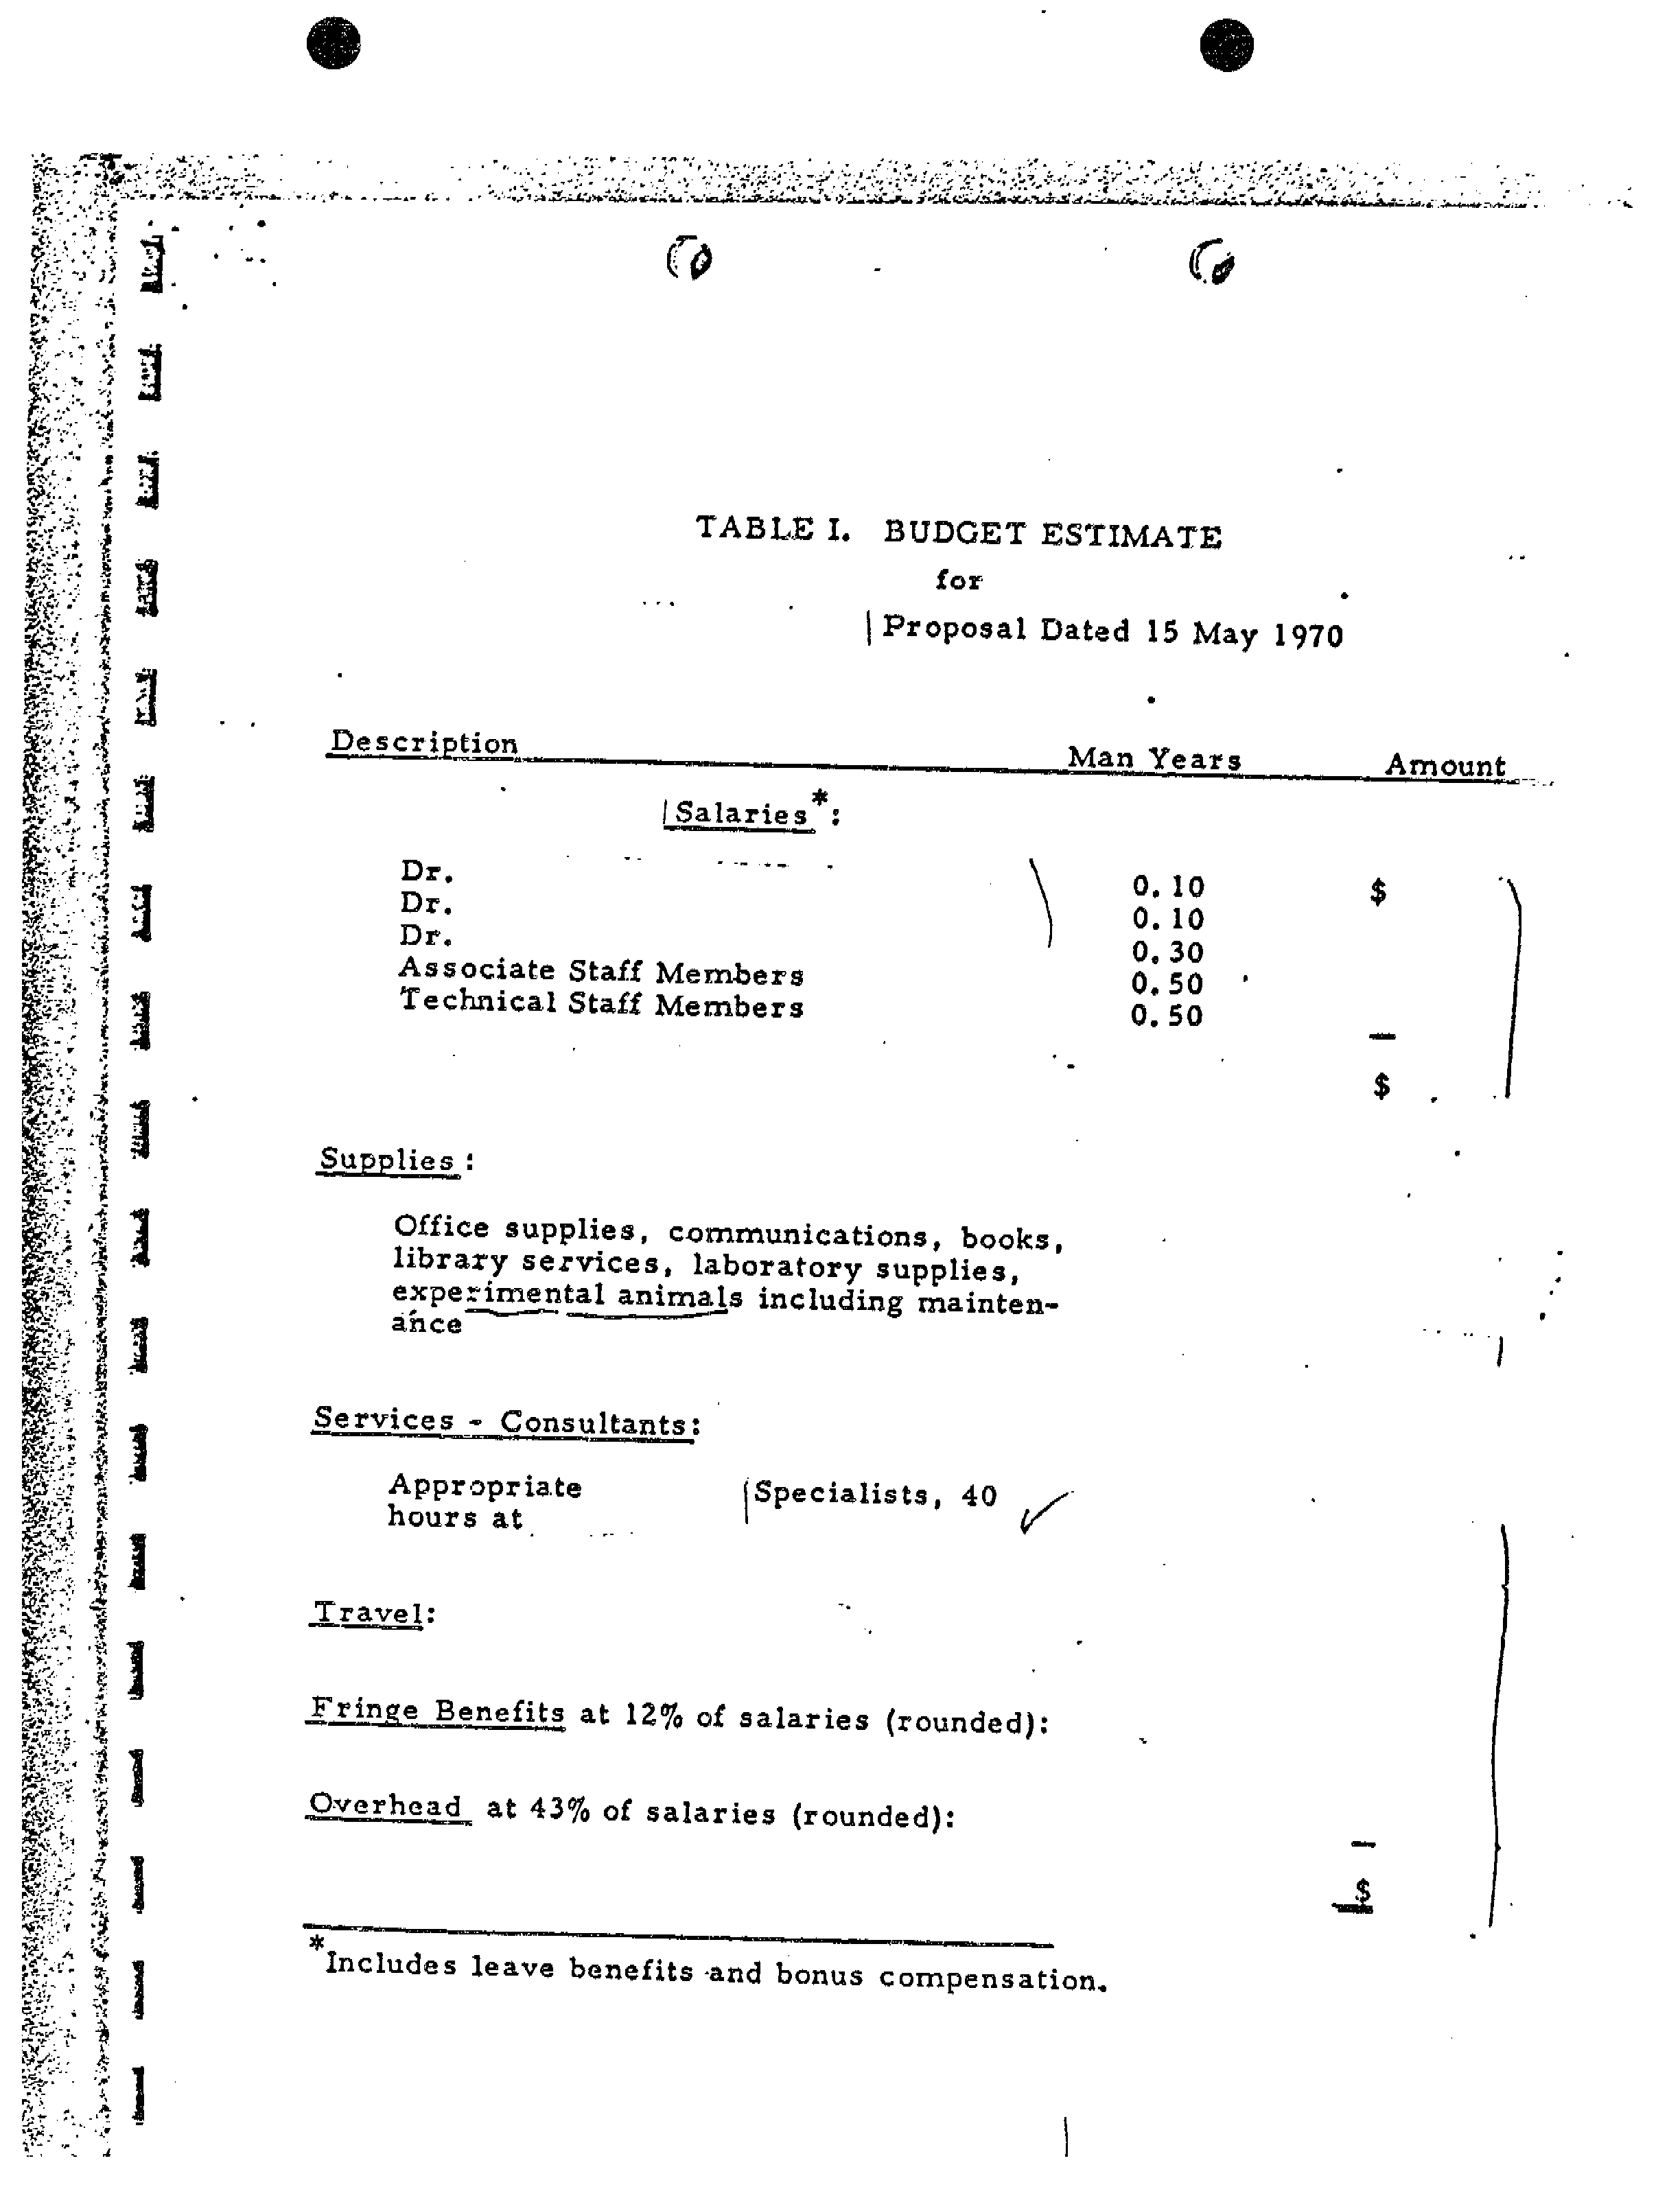 TABLE I. BUDGET ESTIMATE
for
Proposal Dated 15 May 1970
Description Man Years Amount
Salaries*:
Dr. 0.10 $
Dr. 0.10
Dr. 0.30
Associate Staff Members 0.50
Technical Staff Members 0.50
$
Supplies:
Office supplies, communications, books,
library services, laboratory supplies,
experimental animals including mainten-
ance
Services - Consultants:
Appropriate Specialists, 40
hours at
Travel:
Fringe Benefits at 12% of salaries (rounded):
Overhead at 43% of salaries (rounded):
$
*Includes leave benefits and bonus compensation.